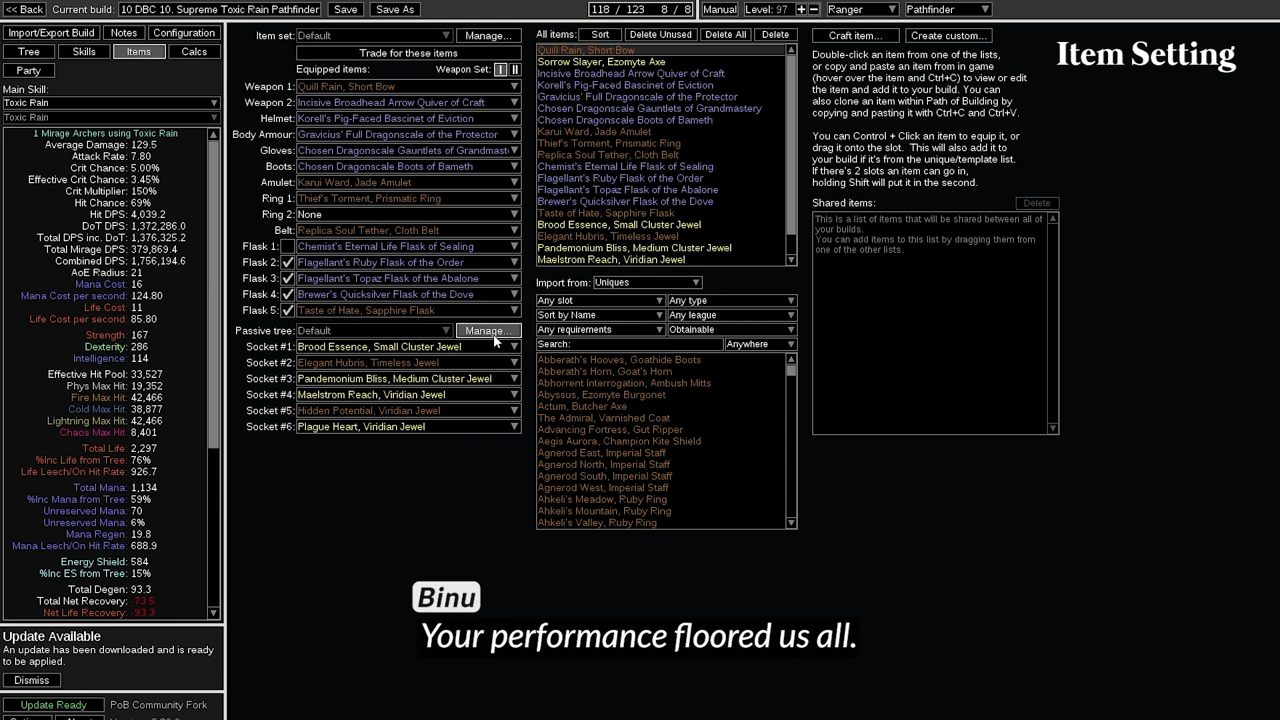 << Back
Current build:
10 DBC 10. Supreme Toxic Rain Pathfinder
Save
Save As
118 / 123 8 / 8
Manual
Level: 97
Ranger
Pathfinder
Import/Export Build
Notes
Configuration
Tree
Skills
Items
Calcs
Party
Main Skill:
Toxic Rain
Toxic Rain
1 Mirage Archers using Toxic Rain
Average Damage: 129.5
Attack Rate: 7.80
Crit Chance: 5.00%
Effective Crit Chance: 3.45%
Crit Multiplier: 150%
Hit Chance: 69%
Hit DPS: 4,039.2
DoT DPS: 1,372,286.0
Total DPS inc. DoT: 1,376,325.2
Total Mirage DPS: 379,869.4
Combined DPS: 1,756,194.6
AoE Radius: 21
Mana Cost: 16
Mana Cost per second: 124.80
Life Cost: 11
Life Cost per second: 85.80
Strength: 167
Dexterity: 286
Intelligence: 114
Effective Hit Pool: 33,527
Phys Max Hit: 19,352
Fire Max Hit: 42,466
Cold Max Hit: 38,877
Lightning Max Hit: 42,466
Chaos Max Hit: 8,401
Total Life: 2,297
%Inc Life from Tree: 76%
Life Leech/On Hit Rate: 926.7
Total Mana: 1,134
%Inc Mana from Tree: 59%
Unreserved Mana: 70
Unreserved Mana: 6%
Mana Regen: 19.8
Mana Leech/On Hit Rate: 688.9
Energy Shield: 584
%Inc ES from Tree: 15%
Total Degen: 93.3
Total Net Recovery: -73.5
Net Life Recovery: -93.3
Update Available
An update has been downloaded and is ready
to be applied.
Dismiss
Update Ready
PoB Community Fork
Item set: Default
Manage...
Trade for these items
Equipped items:
Weapon Set: I II
Weapon 1: Quill Rain, Short Bow
Weapon 2: Incisive Broadhead Arrow Quiver of Craft
Helmet: Korell's Pig-Faced Bascinet of Eviction
Body Armour: Gravicius' Full Dragonscale of the Protector
Gloves: Chosen Dragonscale Gauntlets of Grandmast
Boots: Chosen Dragonscale Boots of Bameth
Amulet: Karui Ward, Jade Amulet
Ring 1: Thief's Torment, Prismatic Ring
Ring 2: None
Belt: Replica Soul Tether, Cloth Belt
Flask 1: Chemist's Eternal Life Flask of Sealing
Flask 2: Flagellant's Ruby Flask of the Order
Flask 3: Flagellant's Topaz Flask of the Abalone
Flask 4: Brewer's Quicksilver Flask of the Dove
Flask 5: Taste of Hate, Sapphire Flask
Passive tree: Default
Manage...
Socket #1: Brood Essence, Small Cluster Jewel
Socket #2: Elegant Hubris, Timeless Jewel
Socket #3: Pandemonium Bliss, Medium Cluster Jewel
Socket #4: Maelstrom Reach, Viridian Jewel
Socket #5: Hidden Potential, Viridian Jewel
Socket #6: Plague Heart, Viridian Jewel
All items:
Sort
Delete Unused
Delete All
Delete
Quill Rain, Short Bow
Sorrow Slayer, Ezomyte Axe
Incisive Broadhead Arrow Quiver of Craft
Korell's Pig-Faced Bascinet of Eviction
Gravicius' Full Dragonscale of the Protector
Chosen Dragonscale Gauntlets of Grandmastery
Chosen Dragonscale Boots of Bameth
Karui Ward, Jade Amulet
Thief's Torment, Prismatic Ring
Replica Soul Tether, Cloth Belt
Chemist's Eternal Life Flask of Sealing
Flagellant's Ruby Flask of the Order
Flagellant's Topaz Flask of the Abalone
Brewer's Quicksilver Flask of the Dove
Taste of Hate, Sapphire Flask
Brood Essence, Small Cluster Jewel
Elegant Hubris, Timeless Jewel
Pandemonium Bliss, Medium Cluster Jewel
Maelstrom Reach, Viridian Jewel
Import from: Uniques
Any slot
Any type
Sort by Name
Any league
Any requirements
Obtainable
Search:
Anywhere
Abberath's Hooves, Goathide Boots
Abberath's Horn, Goat's Horn
Abhorrent Interrogation, Ambush Mitts
Abyssus, Ezomyte Burgonet
Actum, Butcher Axe
The Admiral, Varnished Coat
Advancing Fortress, Gut Ripper
Aegis Aurora, Champion Kite Shield
Agnerod East, Imperial Staff
Agnerod North, Imperial Staff
Agnerod South, Imperial Staff
Agnerod West, Imperial Staff
Ahkeli's Meadow, Ruby Ring
Ahkeli's Mountain, Ruby Ring
Ahkeli's Valley, Ruby Ring
Craft item...
Create custom...
Double-click an item from one of the lists,
or copy and paste an item from in game
(hover over the item and Ctrl+C) to view or edit
the item and add it to your build. You can
also clone an item within Path of Building by
copying and pasting it with Ctrl+C and Ctrl+V.
You can Control + Click an item to equip it, or
drag it onto the slot. This will also add it to
your build if it's from the unique/template list.
If there's 2 slots an item can go in,
holding Shift will put it in the second.
Shared items:
Delete
This is a list of items that will be shared between all of
your builds.
You can add items to this list by dragging them from
one of the other lists.
Item Setting
Binu
Your performance floored us all.